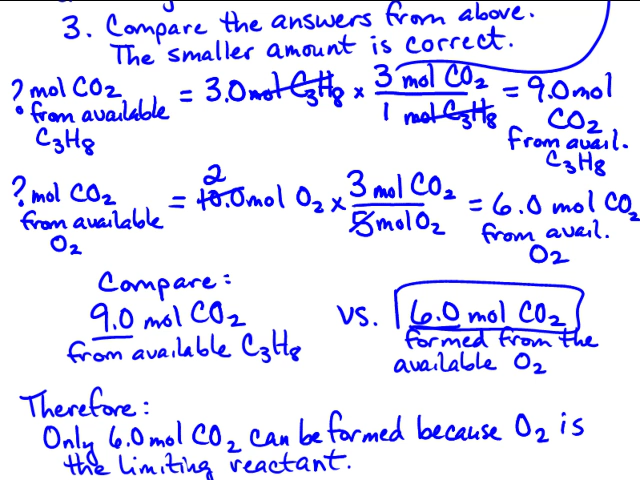 3. Compare the answers from above.
The smaller amount is correct.
? mol CO₂ from available C₃H₈ = 3.0 mol C₃H₈ × 3 mol CO₂ / 1 mol C₃H₈ = 9.0 mol CO₂ from avail. C₃H₈
? mol CO₂ from available O₂ = 2 10.0 mol O₂ × 3 mol CO₂ / 5 mol O₂ = 6.0 mol CO₂ from avail. O₂
Compare:
9.0 mol CO₂ vs. 6.0 mol CO₂
from available C₃H₈ formed from the
available O₂
Therefore:
Only 6.0 mol CO₂ can be formed because O₂ is
the limiting reactant.